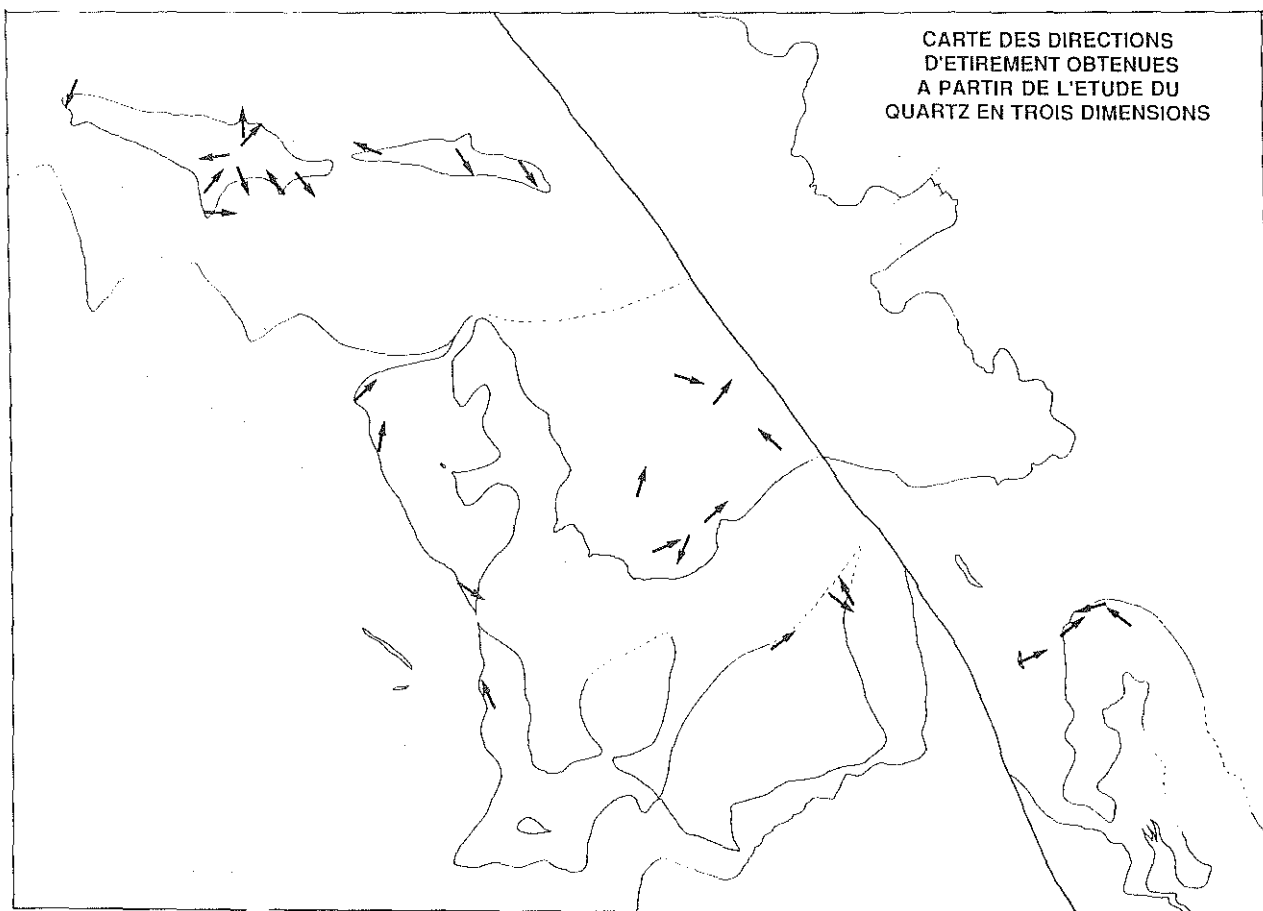 CARTE DES DIRECTIONS
D'ETIREMENT OBTENUES
A PARTIR DE L'ETUDE DU
QUARTZ EN TROIS DIMENSIONS